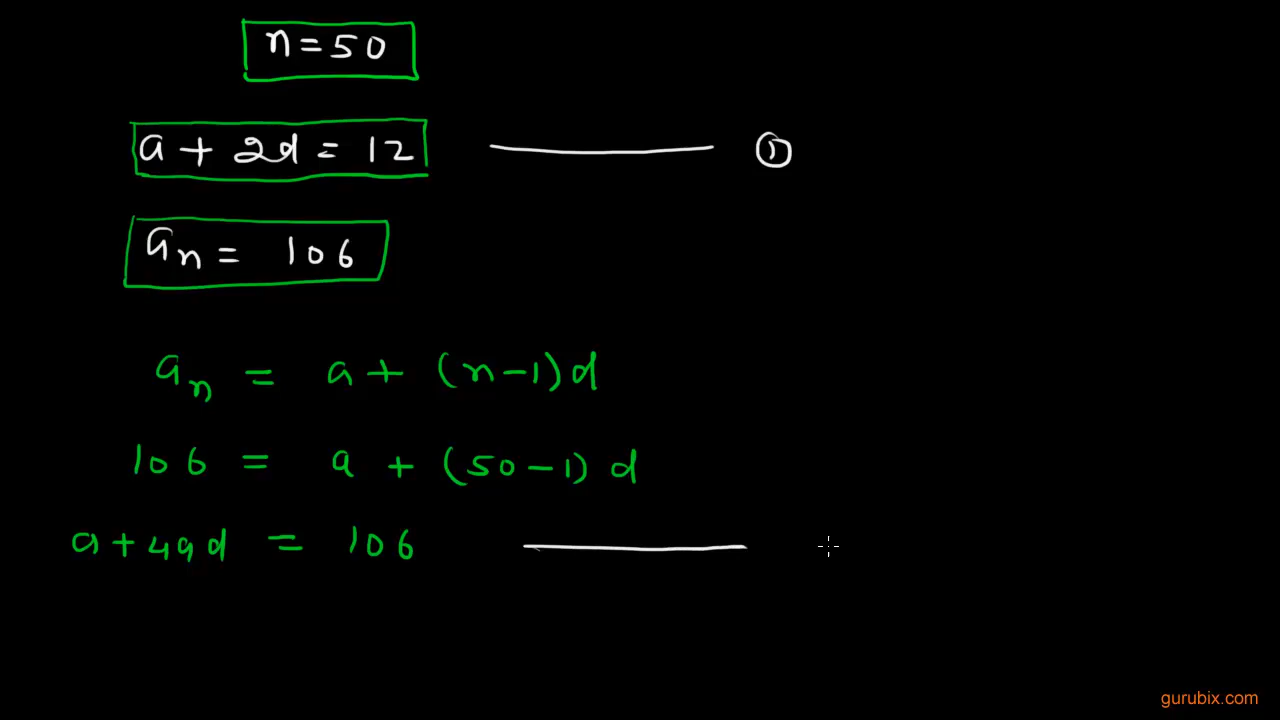 n = 50
a + 2d = 12 ——— ①
aₙ = 106
aₙ = a + (n - 1) d
106 = a + (50 - 1) d
a + 49d = 106 ———
gurubix.com